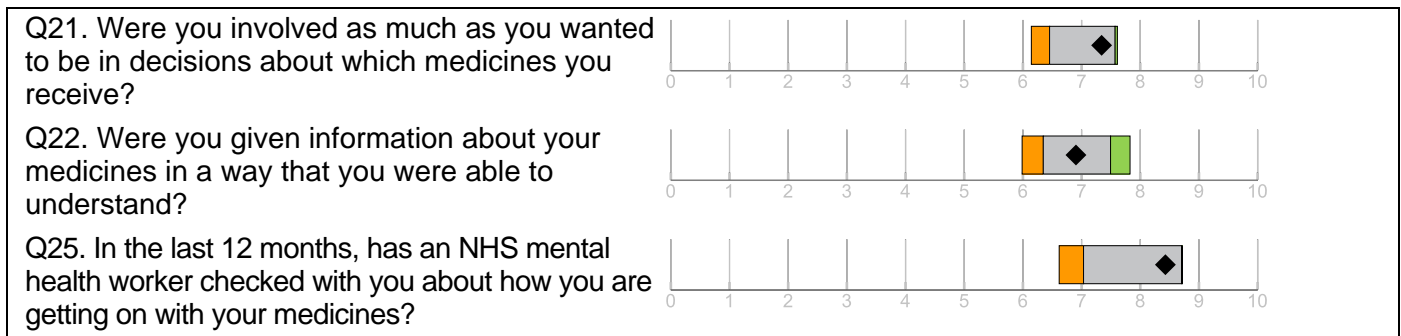 Q21. Were you involved as much as you wanted
to be in decisions about which medicines you
receive?
0 1 2 3 4 5 6 7 8 9 10
Q22. Were you given information about your
medicines in a way that you were able to
understand?
0 1 2 3 4 5 6 7 8 9 10
Q25. In the last 12 months, has an NHS mental
health worker checked with you about how you are
getting on with your medicines?
0 1 2 3 4 5 6 7 8 9 10